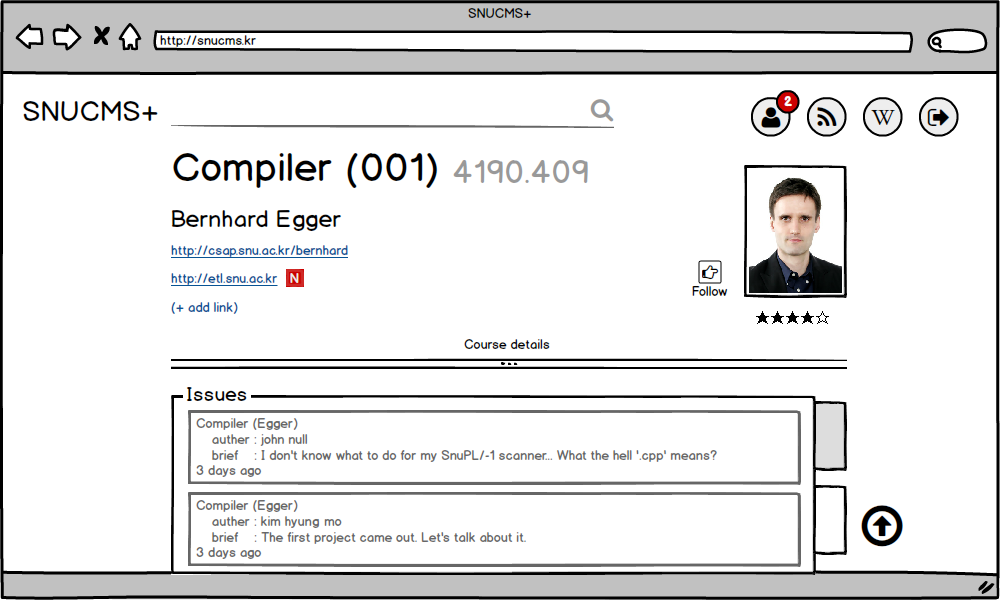 SNUCMS+
http://snucms.kr
SNUCMS+
2
W
Compiler (001) 4190.409
Bernhard Egger
http://csap.snu.ac.kr/bernhard
http://etl.snu.ac.kr N
(+ add link)
Follow
Course details
Issues
Compiler (Egger)
auther : john null
brief : I don't know what to do for my SnuPL/-1 scanner... What the hell '.cpp' means?
3 days ago
Compiler (Egger)
auther : kim hyung mo
brief : The first project came out. Let's talk about it.
3 days ago